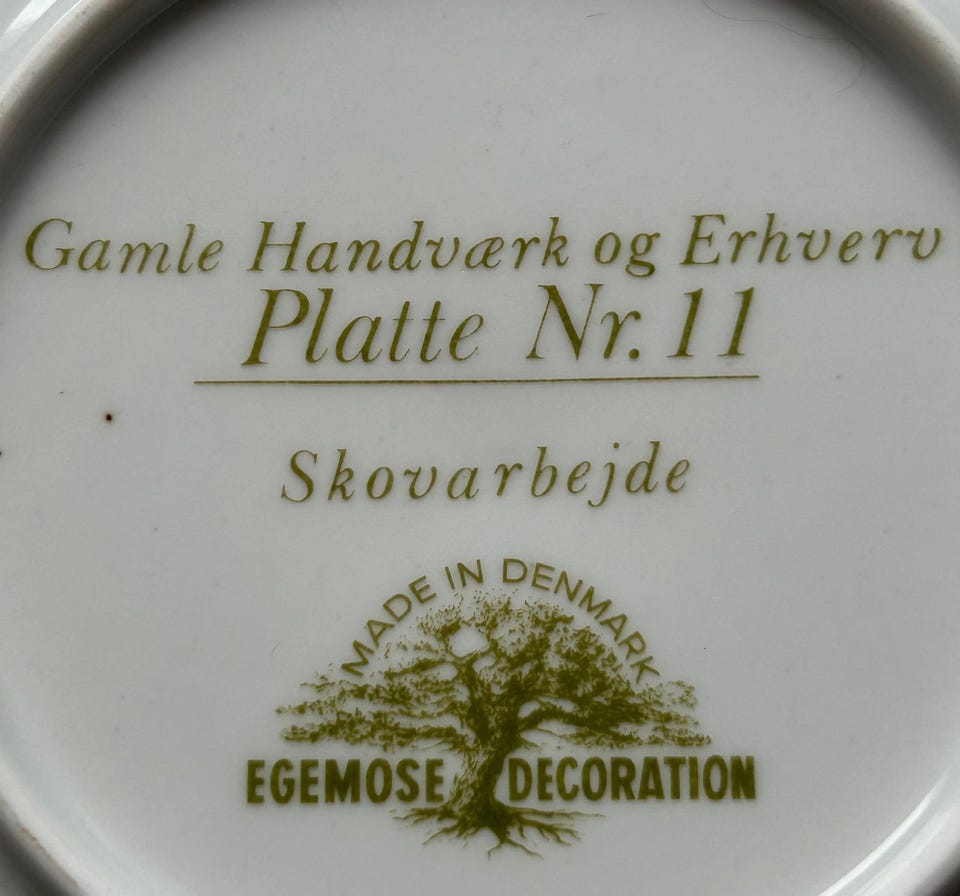 Gamle Handværk og Erhverv
Platte Nr. 11
Skovarbejde
MADE IN DENMARK
EGEMOSE DECORATION